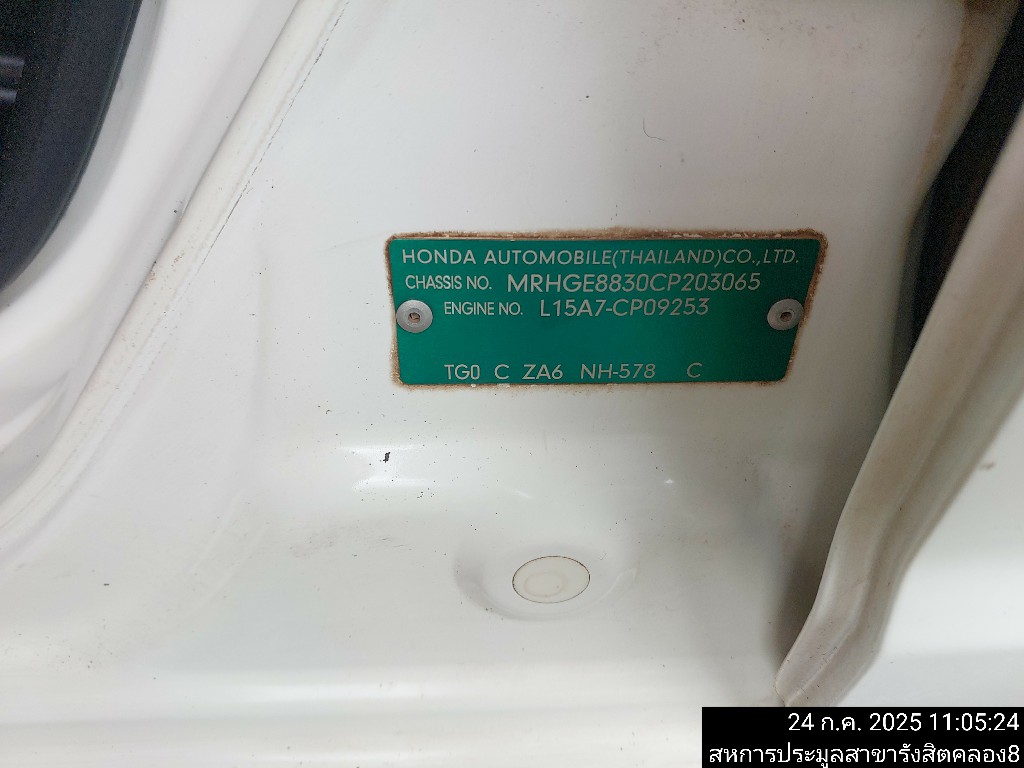 HONDA AUTOMOBILE(THAILAND)CO.,LTD.
CHASSIS NO. MRHGE8830CP203065
ENGINE NO. L15A7-CP09253
TG0 C ZA6 NH-578 C
24 ก.ค. 2025 11:05:24
สหการประมูลสาขารังสิตคลอง8